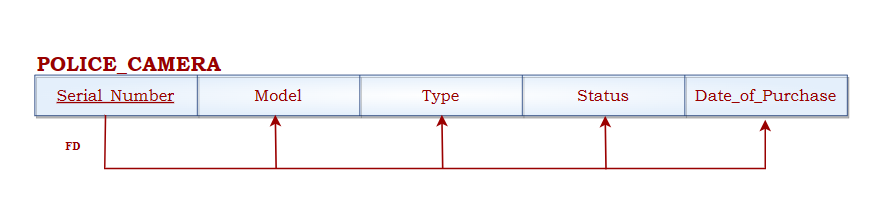 POLICE_CAMERA
Serial_Number Model Type Status Date_of_Purchase
FD